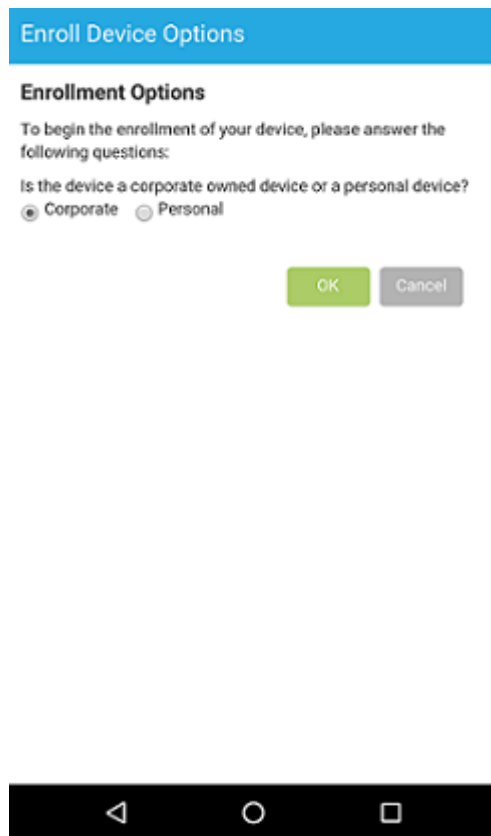 Enroll Device Options
Enrollment Options
To begin the enrollment of your device, please answer the
following questions:
Is the device a corporate owned device or a personal device?
Corporate Personal
OK Cancel